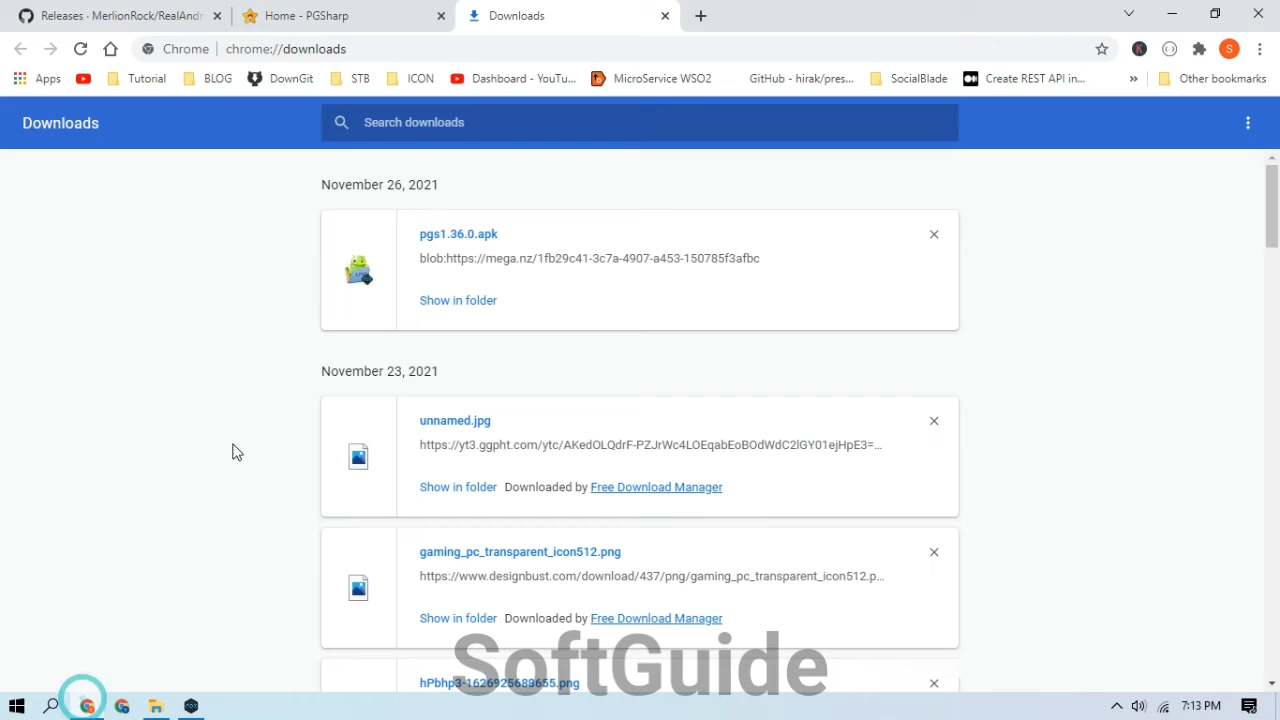 Releases · MerlionRock/RealAnd
Home - PGSharp
Downloads
Chrome
chrome://downloads
S
Apps
Tutorial
BLOG
DownGit
STB
ICON
Dashboard - YouTu...
MicroService WSO2
GitHub - hirak/pres...
SocialBlade
Create REST API in...
»
Other bookmarks
Downloads
Search downloads
November 26, 2021
pgs1.36.0.apk
blob:https://mega.nz/1fb29c41-3c7a-4907-a453-150785f3afbc
Show in folder
November 23, 2021
unnamed.jpg
https://yt3.ggpht.com/ytc/AKedOLQdrF-PZJrWc4LOEqabEoBOdWdC2lGY01ejHpE3=...
Show in folder Downloaded by Free Download Manager
gaming_pc_transparent_icon512.png
https://www.designbust.com/download/437/png/gaming_pc_transparent_icon512.p...
Show in folder Downloaded by Free Download Manager
SoftGuide
hPbhp3-1626925688655.png
7:13 PM